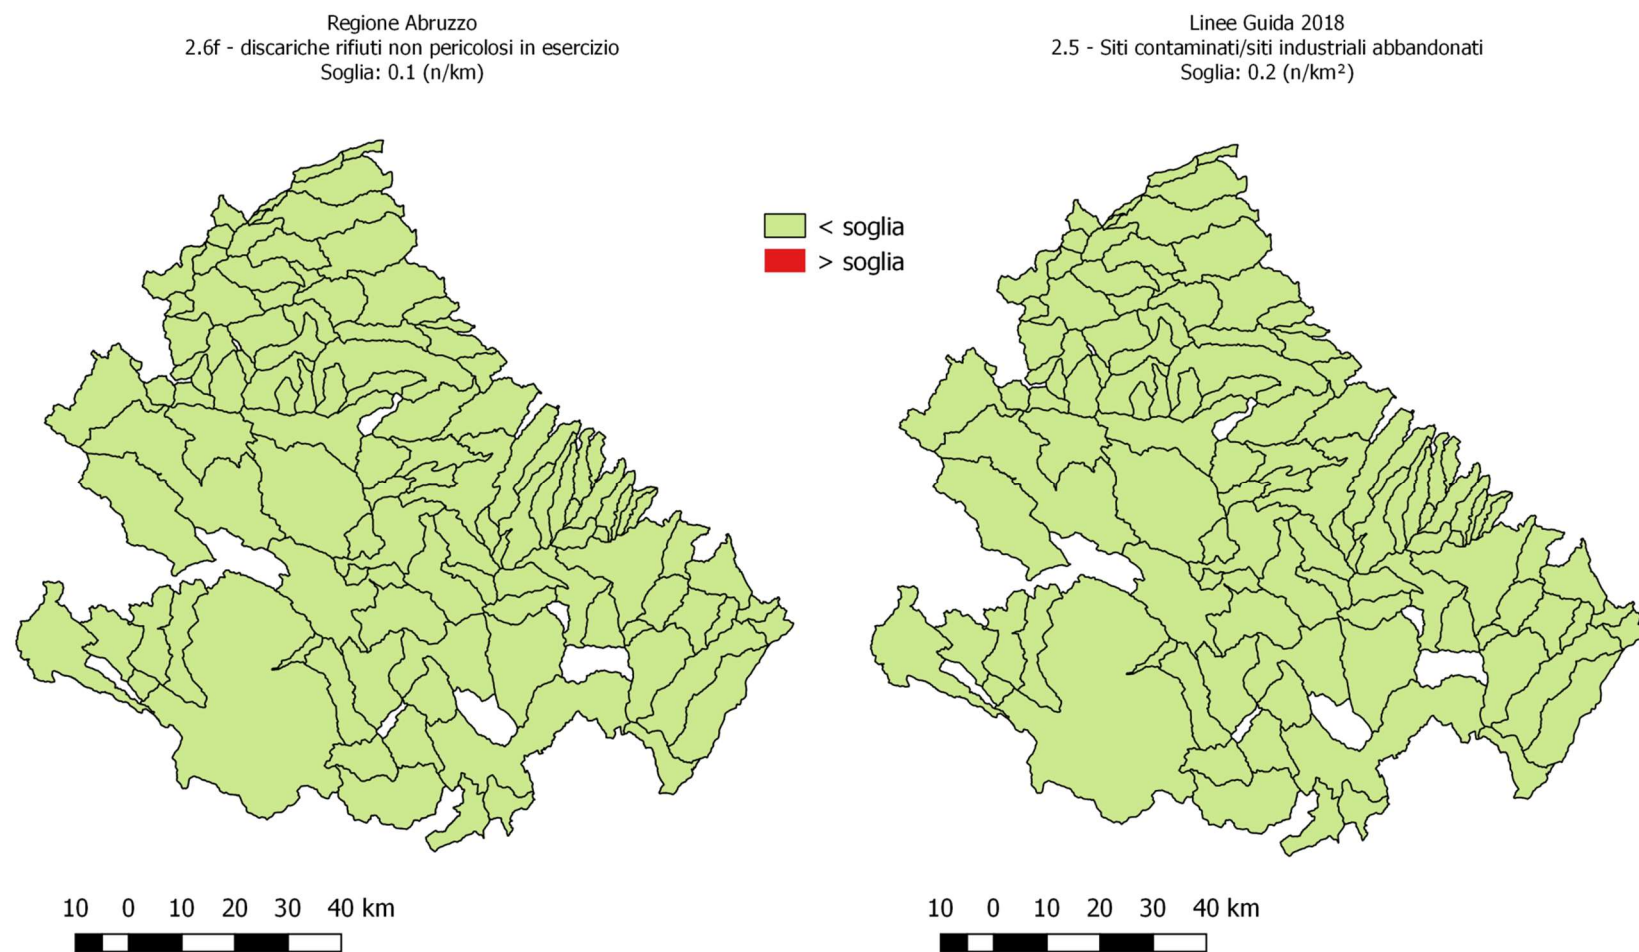 Regione Abruzzo
2.6f - discariche rifiuti non pericolosi in esercizio
Soglia: 0.1 (n/km)
Linee Guida 2018
2.5 - Siti contaminati/siti industriali abbandonati
Soglia: 0.2 (n/km²)
< soglia
> soglia
10 0 10 20 30 40 km
10 0 10 20 30 40 km